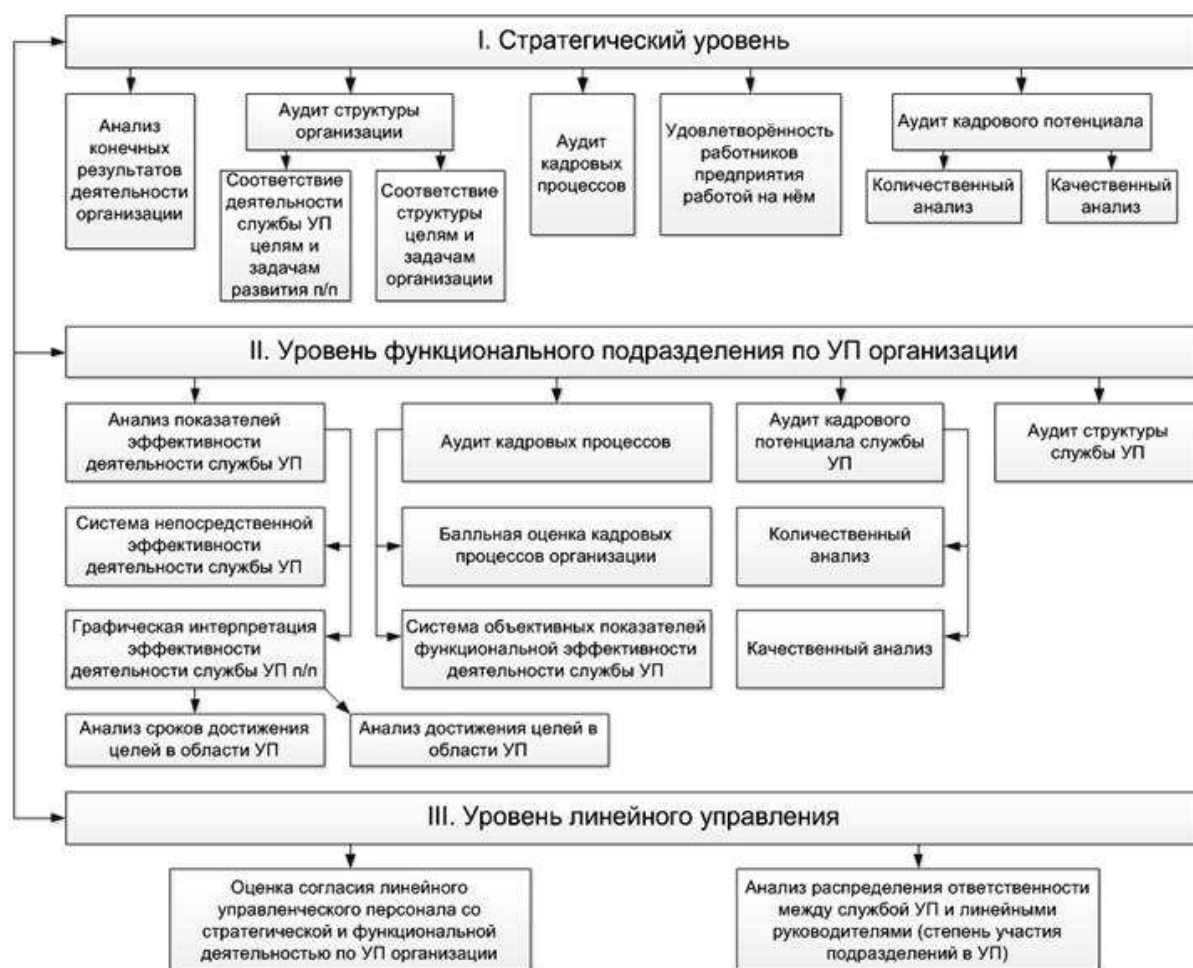 I. Стратегический уровень
Анализ
конечных
результатов
деятельности
организации
Аудит структуры
организации
Соответствие
деятельности
службы УП
целям и
задачам
развития п/п
Соответствие
структуры
целям и
задачам
организации
Аудит
кадровых
процессов
Удовлетворённость
работников
предприятия
работой на нём
Аудит кадрового потенциала
Количественный
анализ
Качественный
анализ
II. Уровень функционального подразделения по УП организации
Анализ показателей
эффективности
деятельности службы УП
Система непосредственной
эффективности
деятельности службы УП
Графическая интерпретация
эффективности
деятельности службы УП п/п
Анализ сроков достижения
целей в области УП
Анализ достижения целей в
области УП
Аудит кадровых процессов
Балльная оценка кадровых
процессов организации
Система объективных показателей
функциональной эффективности
деятельности службы УП
Аудит кадрового
потенциала службы
УП
Количественный
анализ
Качественный анализ
Аудит структуры
службы УП
III. Уровень линейного управления
Оценка согласия линейного
управленческого персонала со
стратегической и функциональной
деятельностью по УП организации
Анализ распределения ответственности
между службой УП и линейными
руководителями (степень участия
подразделений в УП)